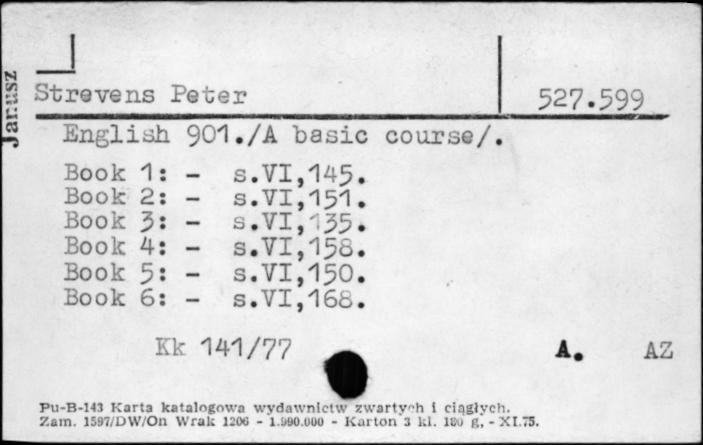 Janusz
Strevens Peter 527.599
English 901./A basic course/.
Book 1: - s.VI,145.
Book 2: - s.VI,151.
Book 3: - s.VI,135.
Book 4: - s.VI,158.
Book 5: - s.VI,150.
Book 6: - s.VI,168.
Kk 141/77 A. AZ
Pu-B-143 Karta katalogowa wydawnictw zwartych i ciągłych.
Zam. 1597/DW/On Wrak 1206 - 1.990.000 - Karton 3 kl. g, - XI.75.